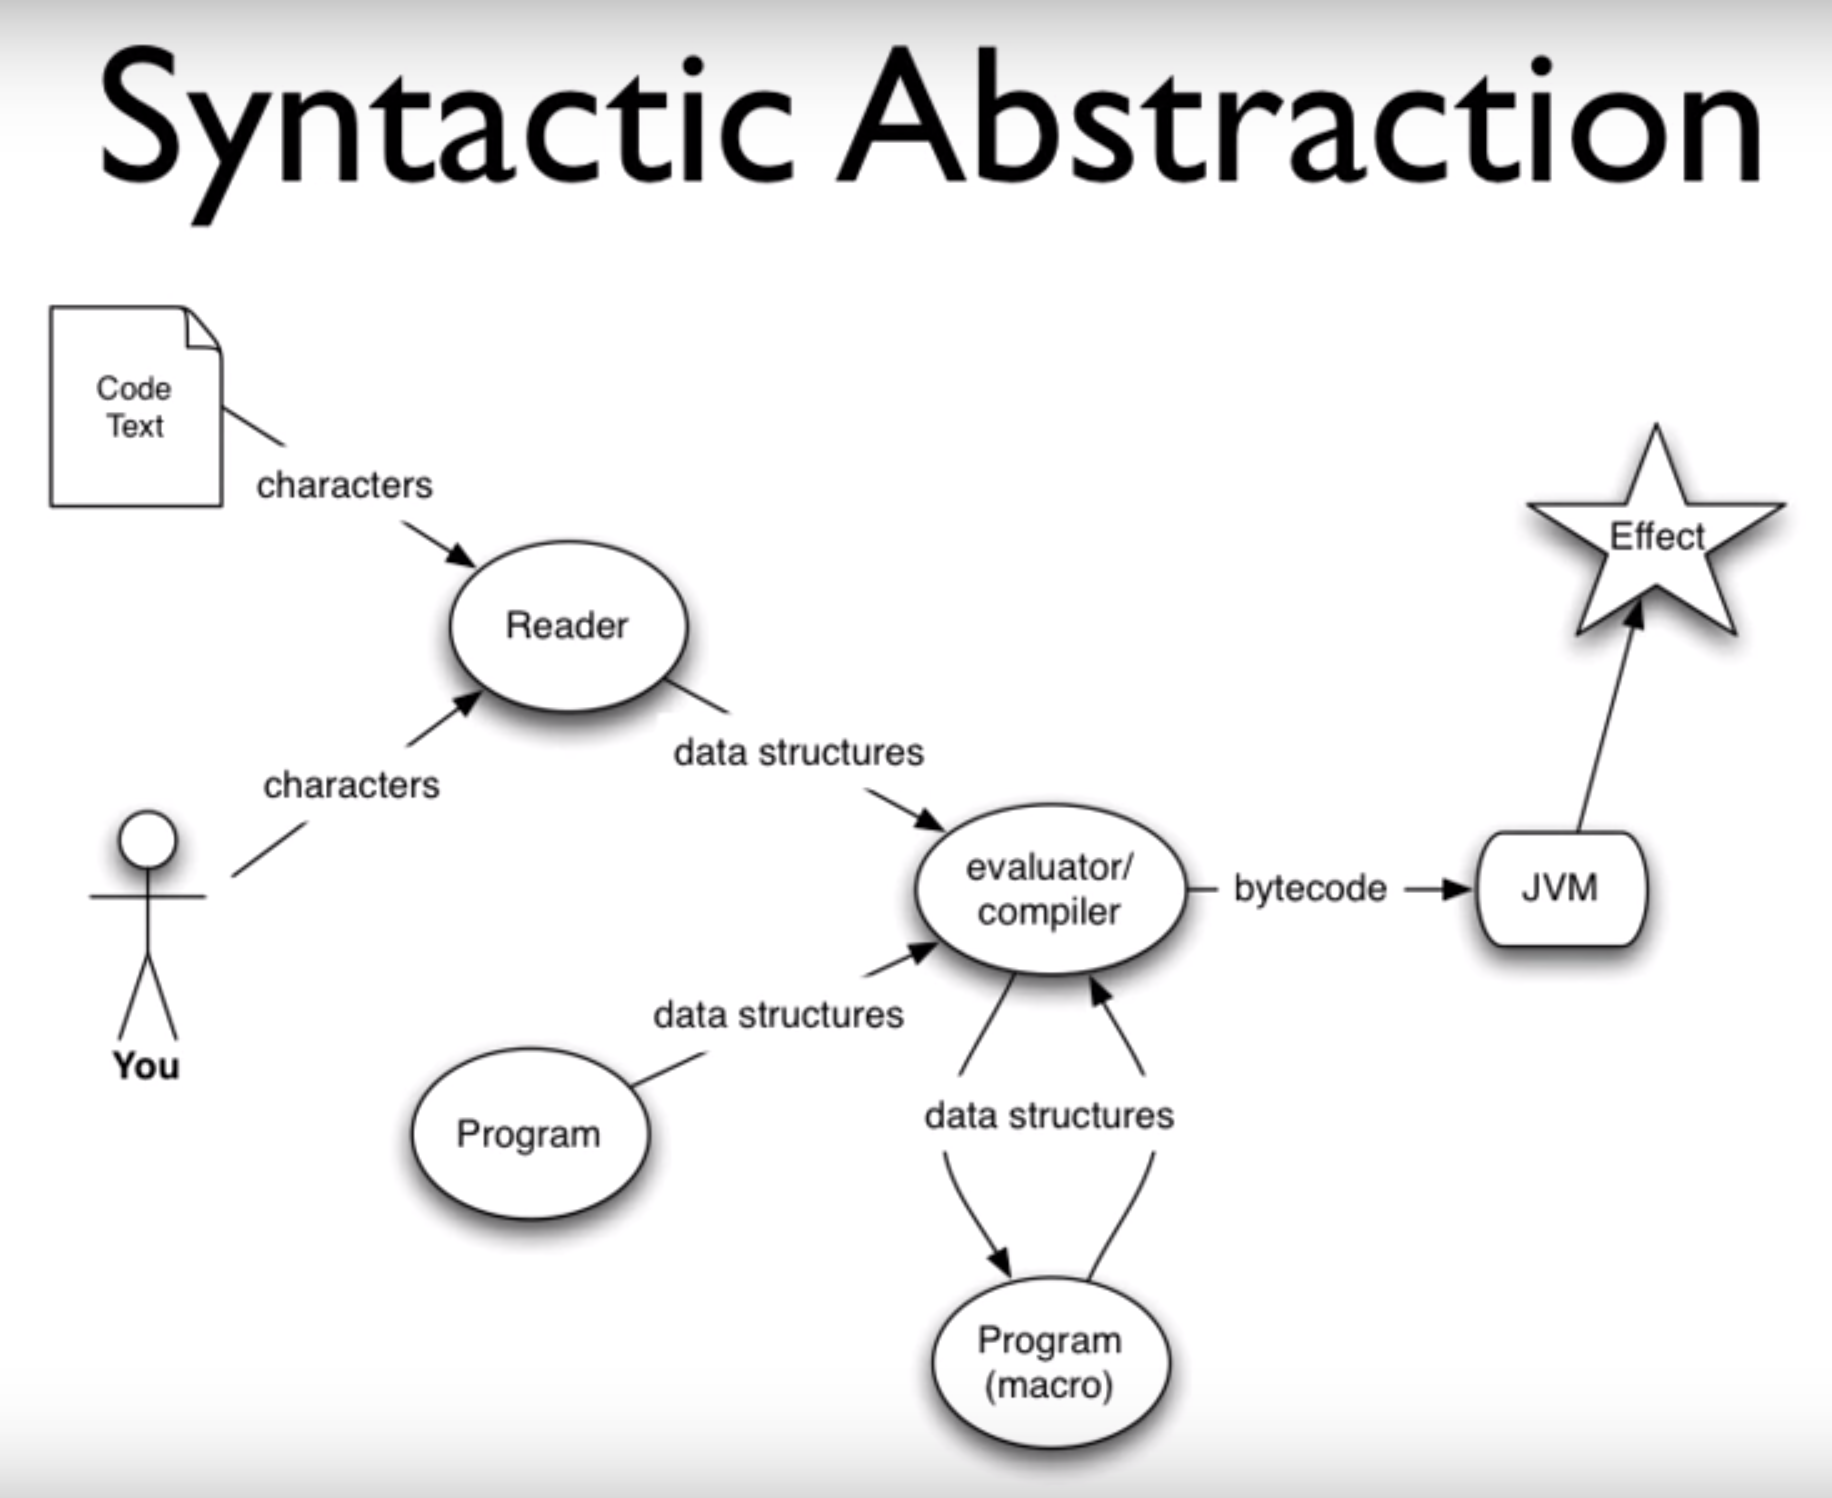 Syntactic Abstraction
Code
Text
characters
Reader
characters
You
data structures
evaluator/
compiler
bytecode
JVM
Effect
data structures
Program
data structures
Program
(macro)